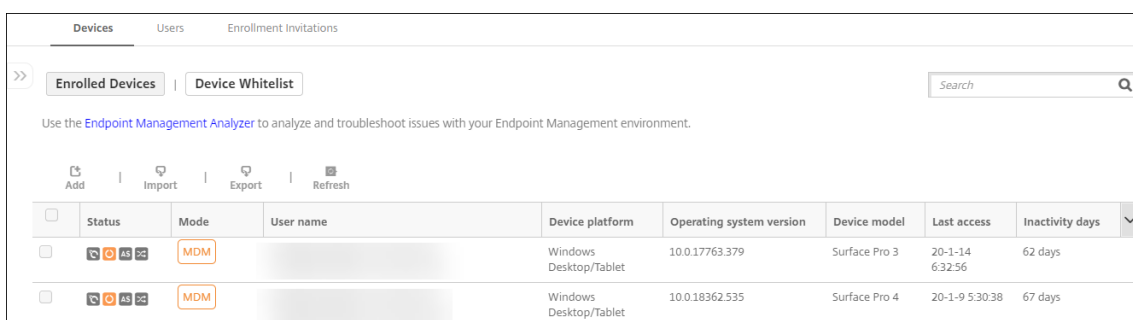 Devices Users Enrollment Invitations
Enrolled Devices | Device Whitelist Search
Use the Endpoint Management Analyzer to analyze and troubleshoot issues with your Endpoint Management environment.
Add | Import | Export | Refresh
Status Mode User name Device platform Operating system version Device model Last access Inactivity days
AS MDM Windows 10.0.17763.379 Surface Pro 3 20-1-14 62 days
Desktop/Tablet 6:32:56
AS MDM Windows 10.0.18362.535 Surface Pro 4 20-1-9 5:30:38 67 days
Desktop/Tablet